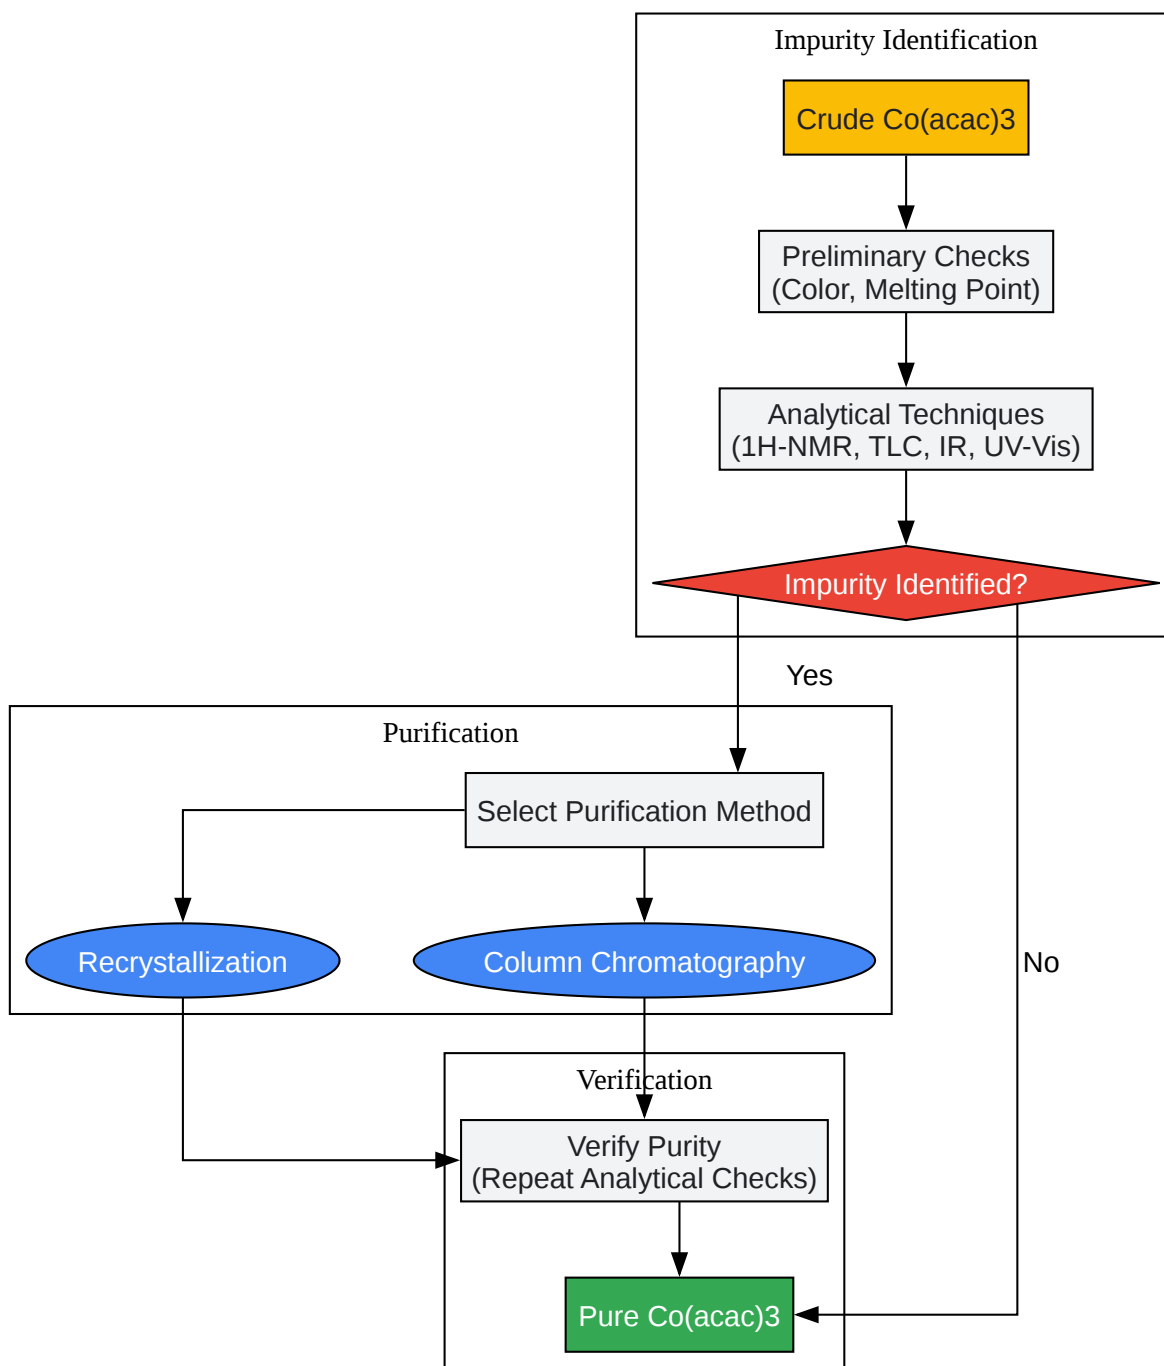 Impurity Identification
Crude Co(acac)3
Preliminary Checks
(Color, Melting Point)
Analytical Techniques
(1H-NMR, TLC, IR, UV-Vis)
Impurity Identified?
Yes
Purification
Select Purification Method
Recrystallization
Column Chromatography
No
Verification
Verify Purity
(Repeat Analytical Checks)
Pure Co(acac)3